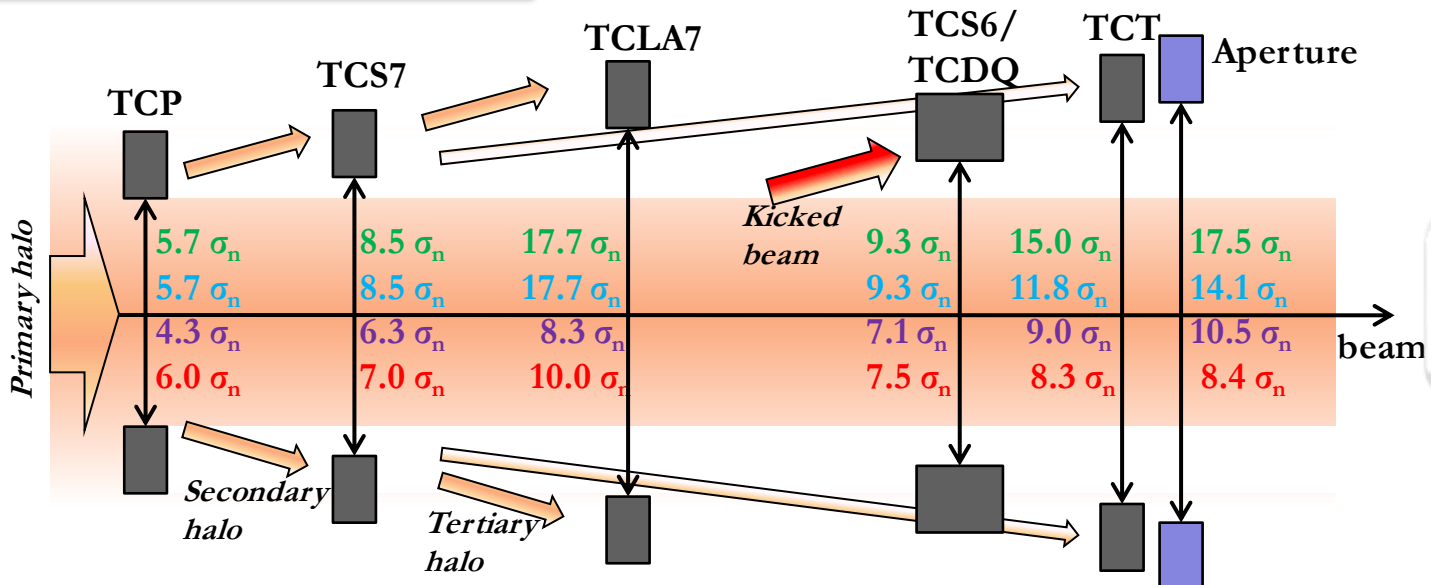 TCP
TCS7
TCLA7
TCS6/
TCDQ
TCT
Aperture
Primary halo
Kicked
beam
5.7 σn 8.5 σn 17.7 σn 9.3 σn 15.0 σn 17.5 σn
5.7 σn 8.5 σn 17.7 σn 9.3 σn 11.8 σn 14.1 σn
4.3 σn 6.3 σn 8.3 σn 7.1 σn 9.0 σn 10.5 σn
6.0 σn 7.0 σn 10.0 σn 7.5 σn 8.3 σn 8.4 σn
beam
Secondary
halo
Tertiary
halo